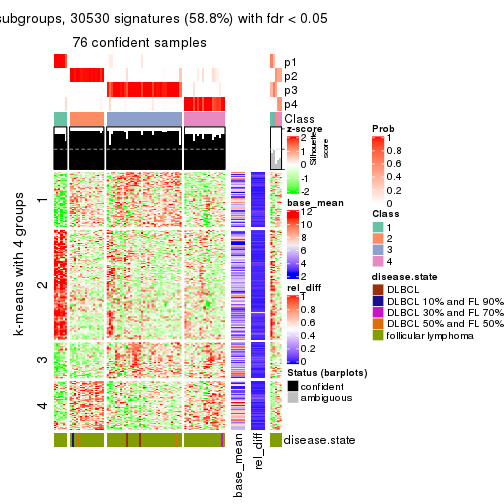 subgroups, 30530 signatures (58.8%) with fdr < 0.05
76 confident samples
p1
p2
p3
p4
Class
Silhouette
score
k-means with 4 groups
1
2
3
4
base_mean
rel_diff
disease.state
z-score
2
1
0
-1
-2
base_mean
12
10
8
6
4
2
rel_diff
1
0.8
0.6
0.4
0.2
0
Status (barplots)
confident
ambiguous
Prob
1
0.8
0.6
0.4
0.2
0
Class
1
2
3
4
disease.state
DLBCL
DLBCL 10% and FL 90%
DLBCL 30% and FL 70%
DLBCL 50% and FL 50%
follicular lymphoma